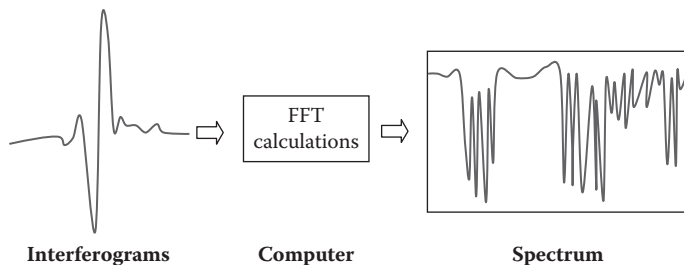 FFT
calculations
Interferograms
Computer
Spectrum